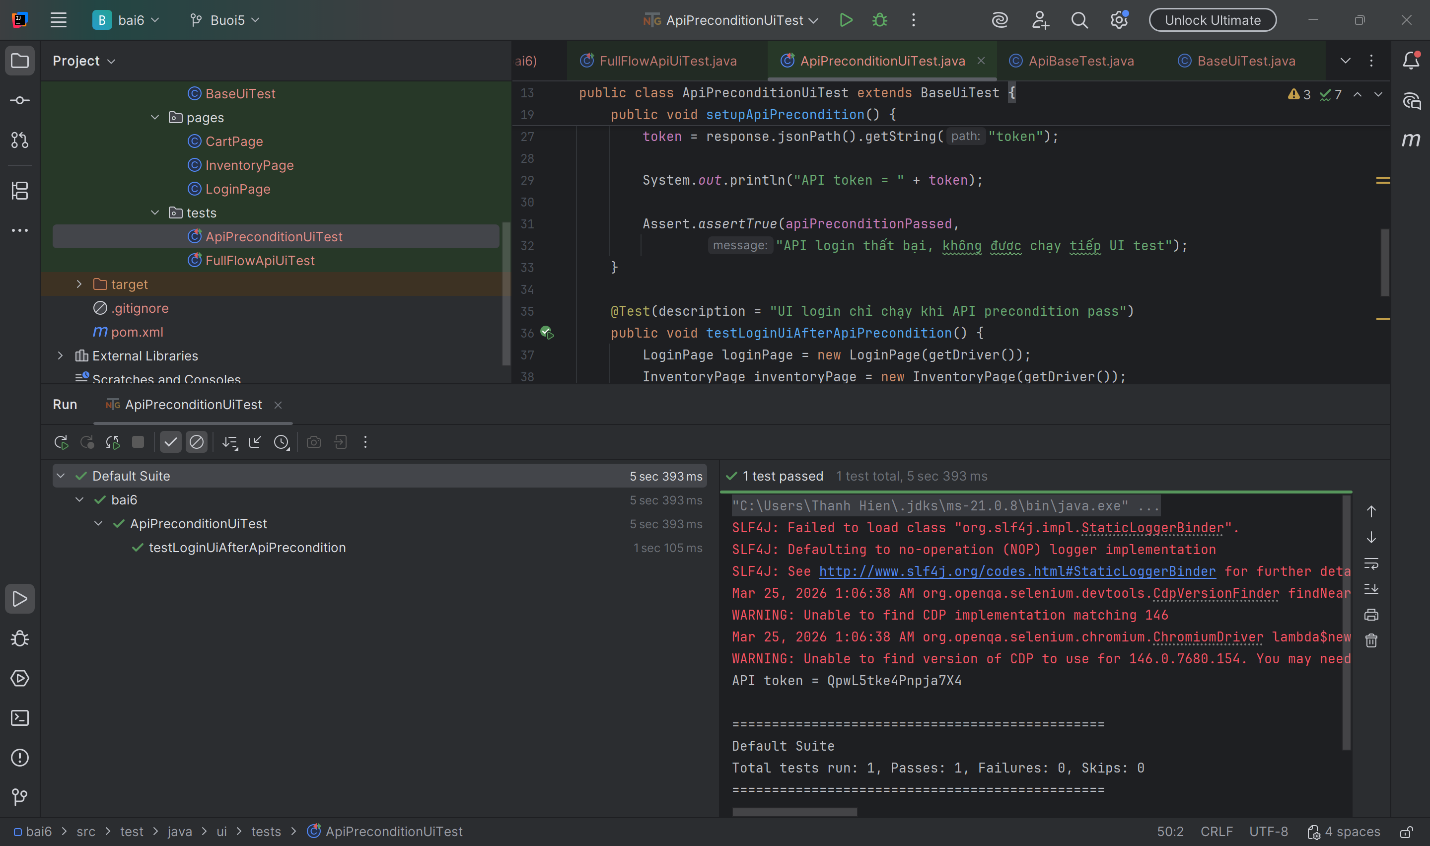 B bai6
Buoi5
ApiPreconditionUiTest
Unlock Ultimate
Project
BaseUiTest
pages
CartPage
InventoryPage
LoginPage
tests
ApiPreconditionUiTest
FullFlowApiUiTest
target
.gitignore
m pom.xml
External Libraries
Scratches and Consoles
ai6)
FullFlowApiUiTest.java
ApiPreconditionUiTest.java
ApiBaseTest.java
BaseUiTest.java
3 7
13 public class ApiPreconditionUiTest extends BaseUiTest {
19 public void setupApiPrecondition() {
27 token = response.jsonPath().getString( path: "token");
28
29 System.out.println("API token = " + token);
30
31 Assert.assertTrue(apiPreconditionPassed,
32 message: "API login thất bại, không được chạy tiếp UI test");
33 }
34
35 @Test(description = "UI login chỉ chạy khi API precondition pass")
36 public void testLoginUiAfterApiPrecondition() {
37 LoginPage loginPage = new LoginPage(getDriver());
38 InventoryPage inventoryPage = new InventoryPage(getDriver());
m
Run
ApiPreconditionUiTest
Default Suite 5 sec 393 ms
bai6 5 sec 393 ms
ApiPreconditionUiTest 5 sec 393 ms
testLoginUiAfterApiPrecondition 1 sec 105 ms
1 test passed 1 test total, 5 sec 393 ms
"C:\Users\Thanh Hien\.jdks\ms-21.0.8\bin\java.exe" ...
SLF4J: Failed to load class "org.slf4j.impl.StaticLoggerBinder".
SLF4J: Defaulting to no-operation (NOP) logger implementation
SLF4J: See http://www.slf4j.org/codes.html#StaticLoggerBinder for further deta
Mar 25, 2026 1:06:38 AM org.openqa.selenium.devtools.CdpVersionFinder findNear
WARNING: Unable to find CDP implementation matching 146
Mar 25, 2026 1:06:38 AM org.openqa.selenium.chromium.ChromiumDriver lambda$new
WARNING: Unable to find version of CDP to use for 146.0.7680.154. You may need
API token = QpwL5tke4Pnpja7X4
===============================================
Default Suite
Total tests run: 1, Passes: 1, Failures: 0, Skips: 0
===============================================
bai6 > src > test > java > ui > tests > ApiPreconditionUiTest
50:2 CRLF UTF-8 4 spaces